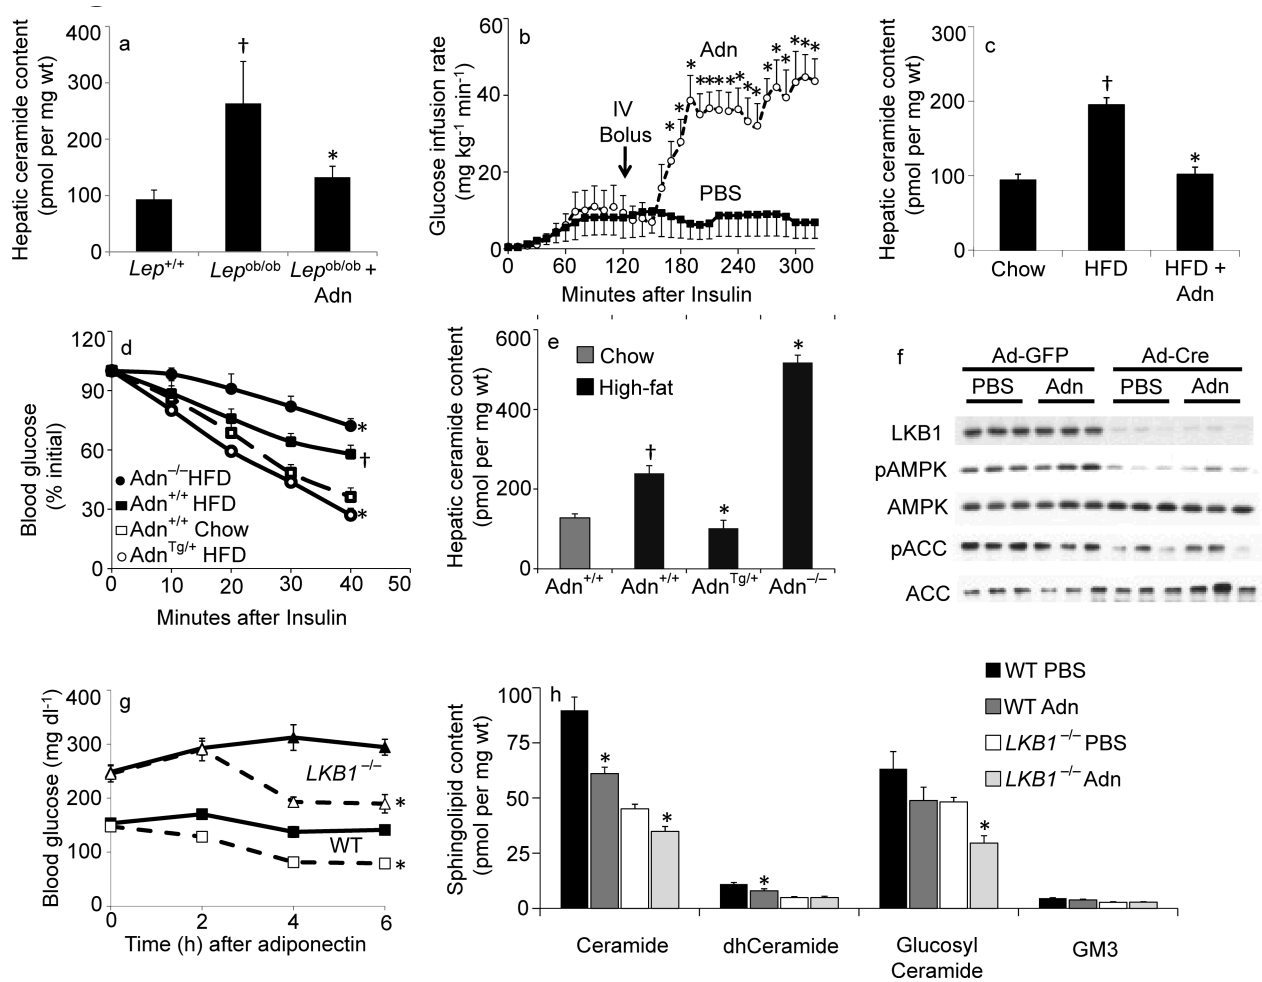 a
Hepatic ceramide content
(pmol per mg wt)
400
300
200
100
0
†
*
Lep+/+
Lepob/ob
Lepob/ob +
Adn
b
Glucose infusion rate
(mg kg-1 min-1)
60
40
20
0
Adn
IV
Bolus
PBS
* * * * * * * * * * * * * * * *
0 60 120 180 240 300
Minutes after Insulin
c
Hepatic ceramide content
(pmol per mg wt)
300
200
100
0
†
*
Chow
HFD
HFD +
Adn
d
Blood glucose
(% initial)
120
90
60
30
0
*
†
*
Adn−/− HFD
Adn+/+ HFD
Adn+/+ Chow
AdnTg/+ HFD
0 10 20 30 40 50
Minutes after Insulin
e
Hepatic ceramide content
(pmol per mg wt)
600
400
200
0
Chow
High-fat
†
*
*
Adn+/+ Adn+/+ AdnTg/+ Adn−/−
f
Ad-GFP Ad-Cre
PBS Adn PBS Adn
LKB1
pAMPK
AMPK
pACC
ACC
g
Blood glucose (mg dl-1)
400
300
200
100
0
LKB1−/−
*
WT
*
0 2 4 6
Time (h) after adiponectin
h
Sphingolipid content
(pmol per mg wt)
100
75
50
25
0
WT PBS
WT Adn
LKB1−/− PBS
LKB1−/− Adn
*
*
*
*
Ceramide
dhCeramide
Glucosyl
Ceramide
GM3